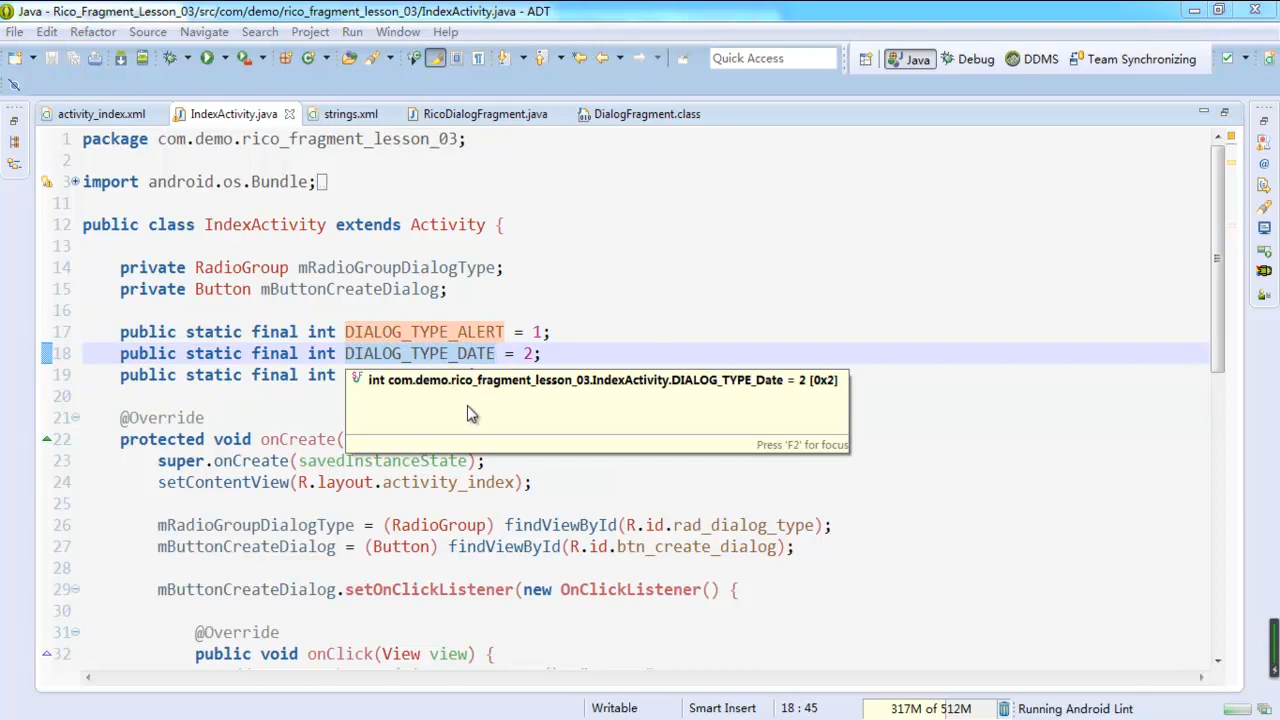 Java - Rico_Fragment_Lesson_03/src/com/demo/rico_fragment_lesson_03/IndexActivity.java - ADT
File Edit Refactor Source Navigate Search Project Run Window Help
Quick Access Java Debug DDMS Team Synchronizing
activity_index.xml IndexActivity.java strings.xml RicoDialogFragment.java DialogFragment.class
1 package com.demo.rico_fragment_lesson_03;
2
3 import android.os.Bundle;
11
12 public class IndexActivity extends Activity {
13
14 private RadioGroup mRadioGroupDialogType;
15 private Button mButtonCreateDialog;
16
17 public static final int DIALOG_TYPE_ALERT = 1;
18 public static final int DIALOG_TYPE_DATE = 2;
19 public static final int
int com.demo.rico_fragment_lesson_03.IndexActivity.DIALOG_TYPE_Date = 2 [0x2]
20
21 @Override
22 protected void onCreate(
Press 'F2' for focus
23 super.onCreate(savedInstanceState);
24 setContentView(R.layout.activity_index);
25
26 mRadioGroupDialogType = (RadioGroup) findViewById(R.id.rad_dialog_type);
27 mButtonCreateDialog = (Button) findViewById(R.id.btn_create_dialog);
28
29 mButtonCreateDialog.setOnClickListener(new OnClickListener() {
30
31 @Override
32 public void onClick(View view) {
Writable Smart Insert 18 : 45 317M of 512M Running Android Lint